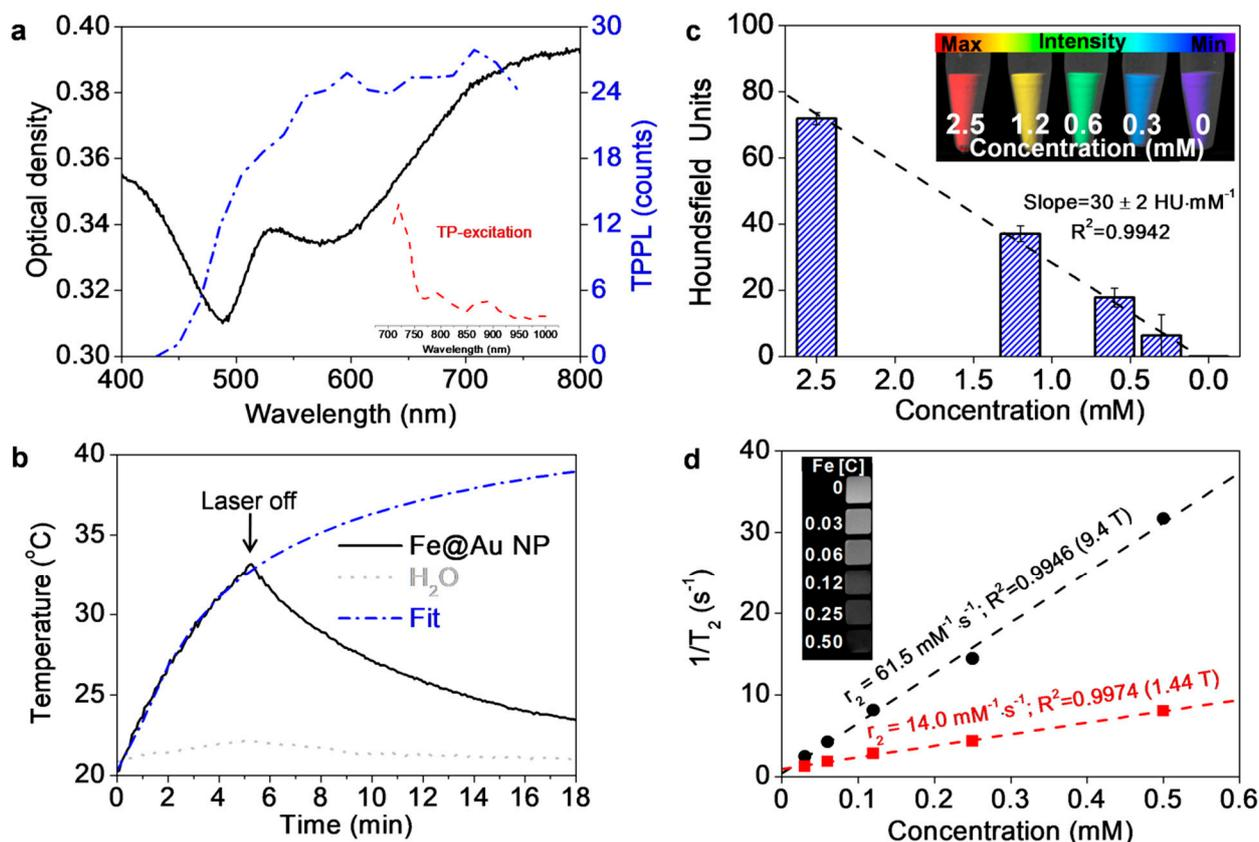 a
0.40
0.38
0.36
0.34
0.32
0.30
Optical density
30
24
18
12
6
0
TPPL (counts)
TP-excitation
700 750 800 850 900 950 1000
Wavelength (nm)
400 500 600 700 800
Wavelength (nm)
c
100
80
60
40
20
0
Houndsfield Units
Max Intensity Min
2.5 1.2 0.6 0.3 0
Concentration (mM)
Slope=30 ± 2 HU·mM⁻¹
R²=0.9942
2.5 2.0 1.5 1.0 0.5 0.0
Concentration (mM)
b
40
35
30
25
20
Temperature (°C)
Laser off
Fe@Au NP
H₂O
Fit
0 2 4 6 8 10 12 14 16 18
Time (min)
d
40
30
20
10
0
1/T₂ (s⁻¹)
Fe [C]
0
0.03
0.06
0.12
0.25
0.50
r₂ = 61.5 mM⁻¹·s⁻¹; R²=0.9946 (9.4 T)
r₂ = 14.0 mM⁻¹·s⁻¹; R²=0.9974 (1.44 T)
0 0.1 0.2 0.3 0.4 0.5 0.6
Concentration (mM)